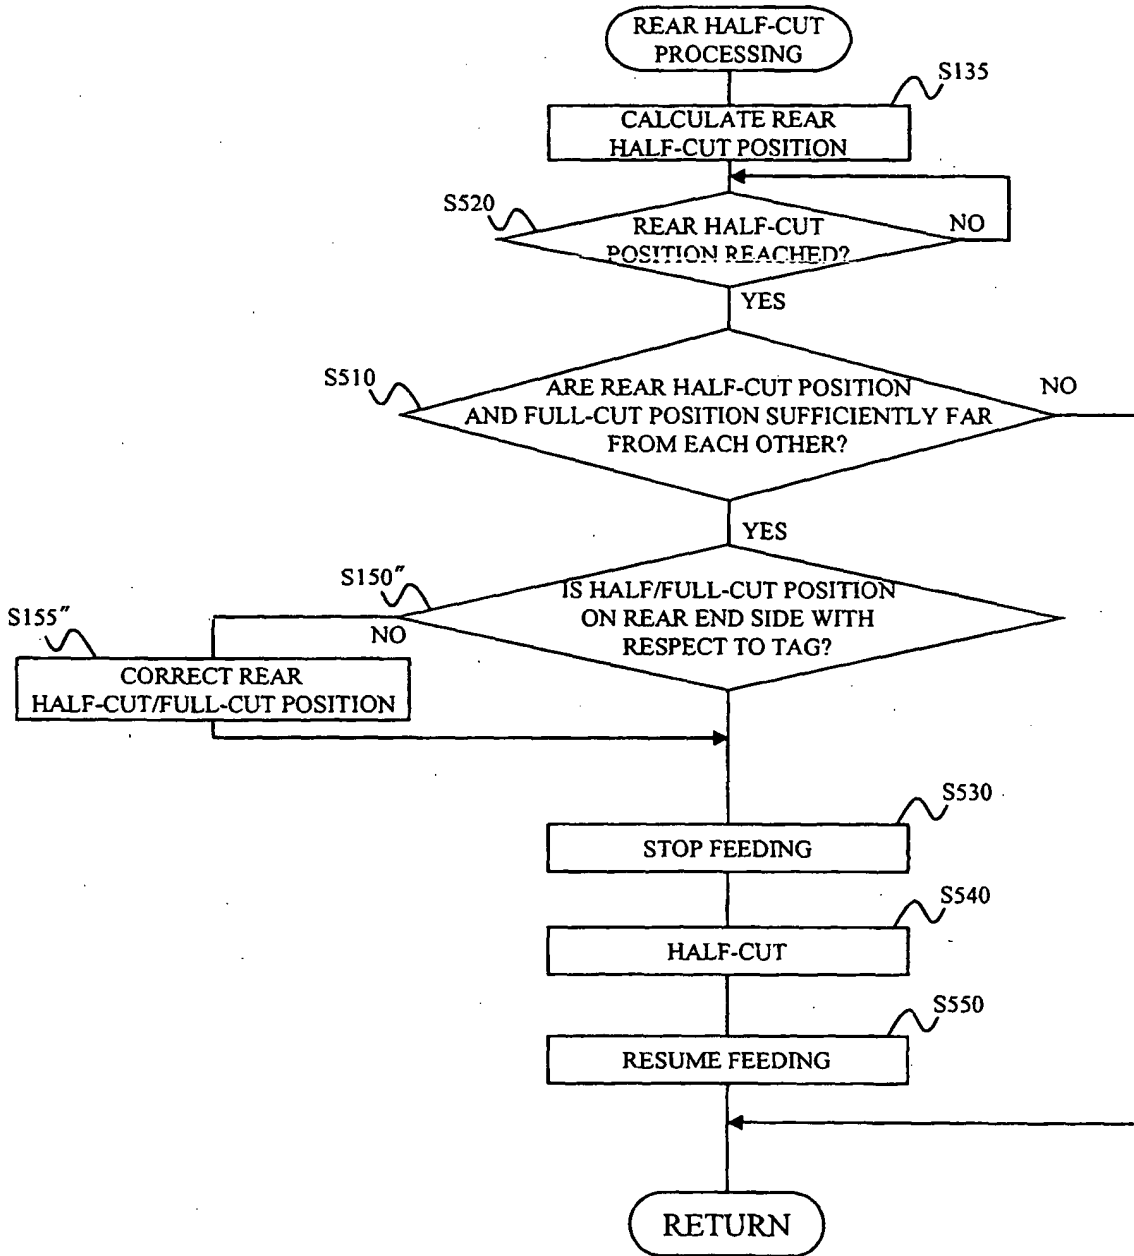 REAR HALF-CUT
PROCESSING
S135
CALCULATE REAR
HALF-CUT POSITION
S520
REAR HALF-CUT
POSITION REACHED?
NO
YES
S510
ARE REAR HALF-CUT POSITION
AND FULL-CUT POSITION SUFFICIENTLY FAR
FROM EACH OTHER?
NO
YES
S150"
IS HALF/FULL-CUT POSITION
ON REAR END SIDE WITH
RESPECT TO TAG?
NO
S155"
CORRECT REAR
HALF-CUT/FULL-CUT POSITION
S530
STOP FEEDING
S540
HALF-CUT
S550
RESUME FEEDING
RETURN